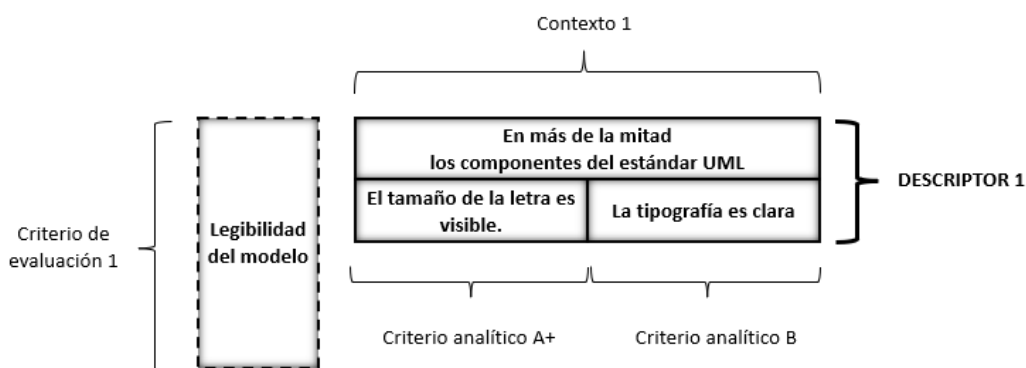 Contexto 1
En más de la mitad
los componentes del estándar UML
El tamaño de la letra es
visible.
La tipografía es clara
DESCRIPTOR 1
Criterio de
evaluación 1
Legibilidad
del modelo
Criterio analítico A+
Criterio analítico B